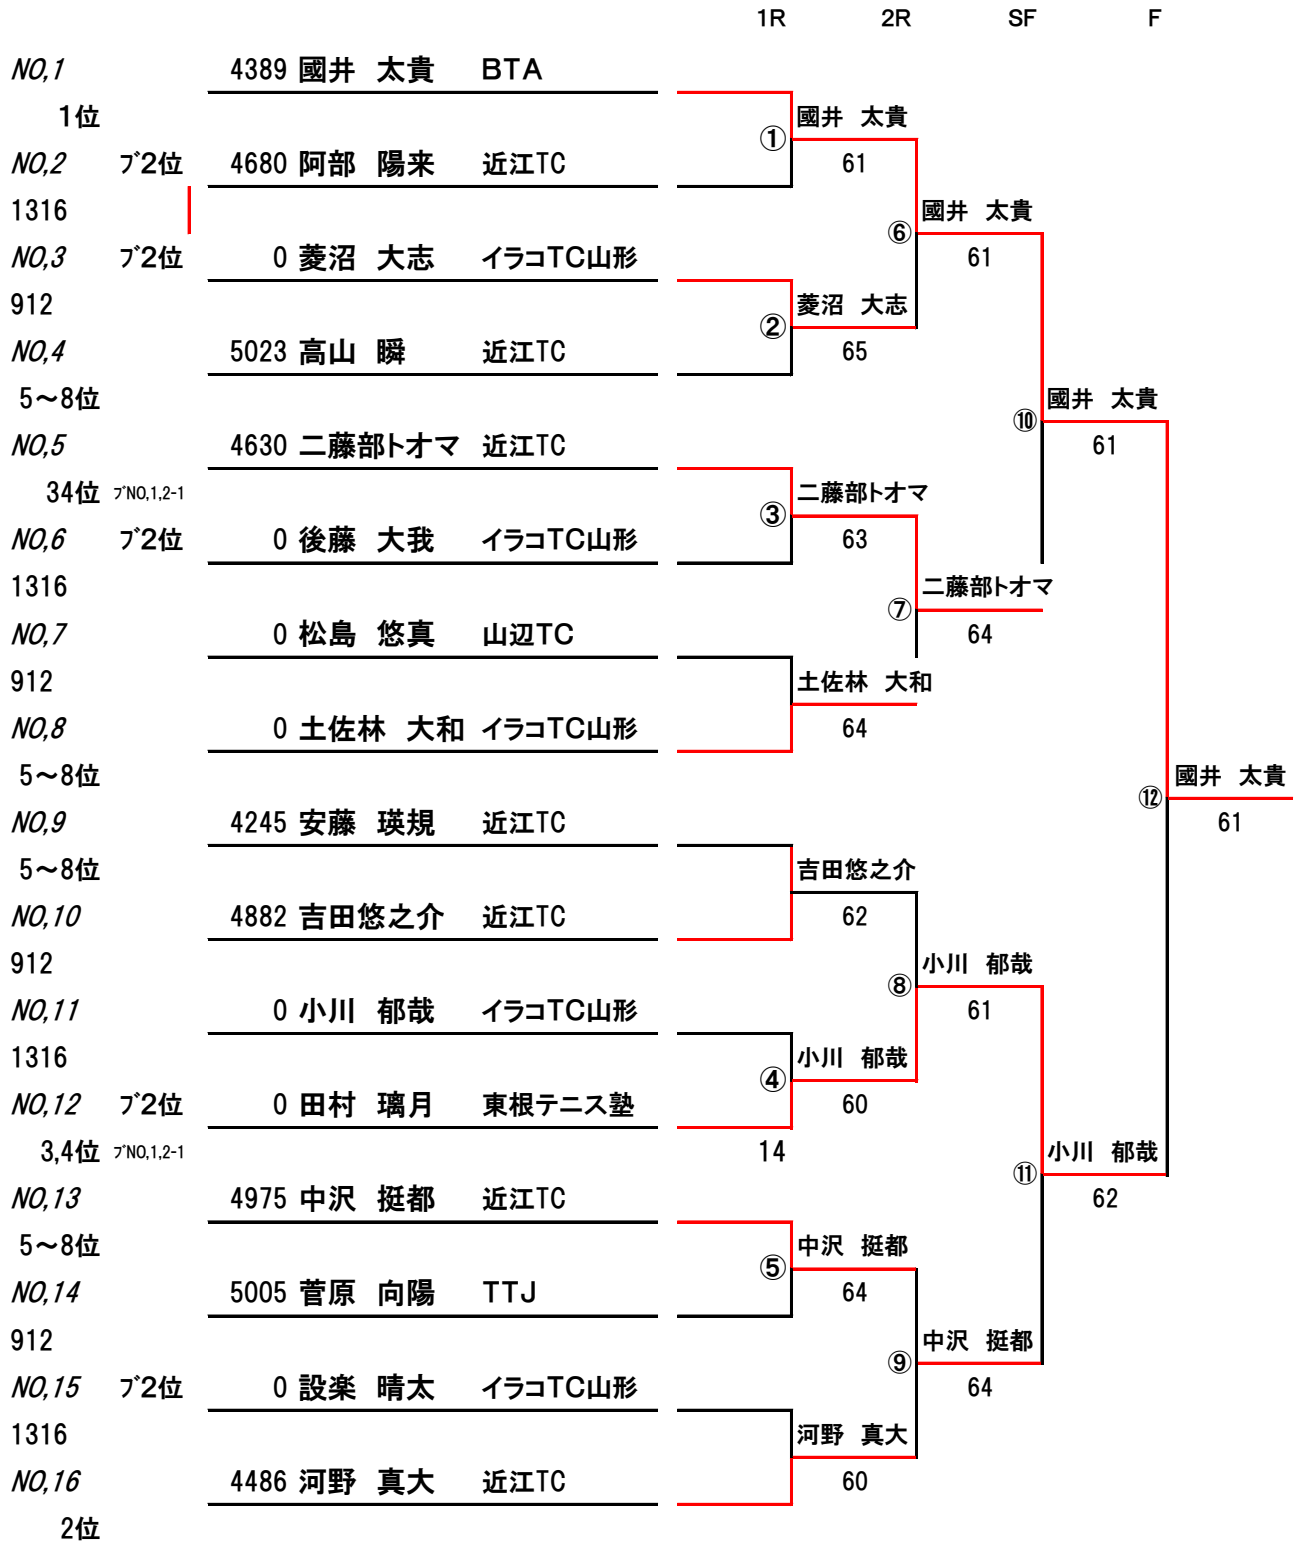 1R 2R SF F
NO,1 4389 國井 太貴 BTA
1位 國井 太貴
①
NO,2 ブ2位 4680 阿部 陽来 近江TC 61
1316 國井 太貴
⑥
NO,3 ブ2位 0 菱沼 大志 イラコTC山形 61
912 菱沼 大志
②
NO,4 5023 高山 瞬 近江TC 65
5～8位 國井 太貴
⑩
NO,5 4630 二藤部トオマ 近江TC 61
34位 ブNO,1,2-1 二藤部トオマ
③
NO,6 ブ2位 0 後藤 大我 イラコTC山形 63
1316 二藤部トオマ
⑦
NO,7 0 松島 悠真 山辺TC 64
912 土佐林 大和
NO,8 0 土佐林 大和 イラコTC山形 64
5～8位 國井 太貴
⑫
NO,9 4245 安藤 瑛規 近江TC 61
5～8位 吉田悠之介
NO,10 4882 吉田悠之介 近江TC 62
912 小川 郁哉
⑧
NO,11 0 小川 郁哉 イラコTC山形 61
1316 小川 郁哉
④
NO,12 ブ2位 0 田村 璃月 東根テニス塾 60
3,4位 ブNO,1,2-1 14 小川 郁哉
⑪
NO,13 4975 中沢 挺都 近江TC 62
5～8位 中沢 挺都
⑤
NO,14 5005 菅原 向陽 TTJ 64
912 中沢 挺都
⑨
NO,15 ブ2位 0 設楽 晴太 イラコTC山形 64
1316 河野 真大
NO,16 4486 河野 真大 近江TC 60
2位